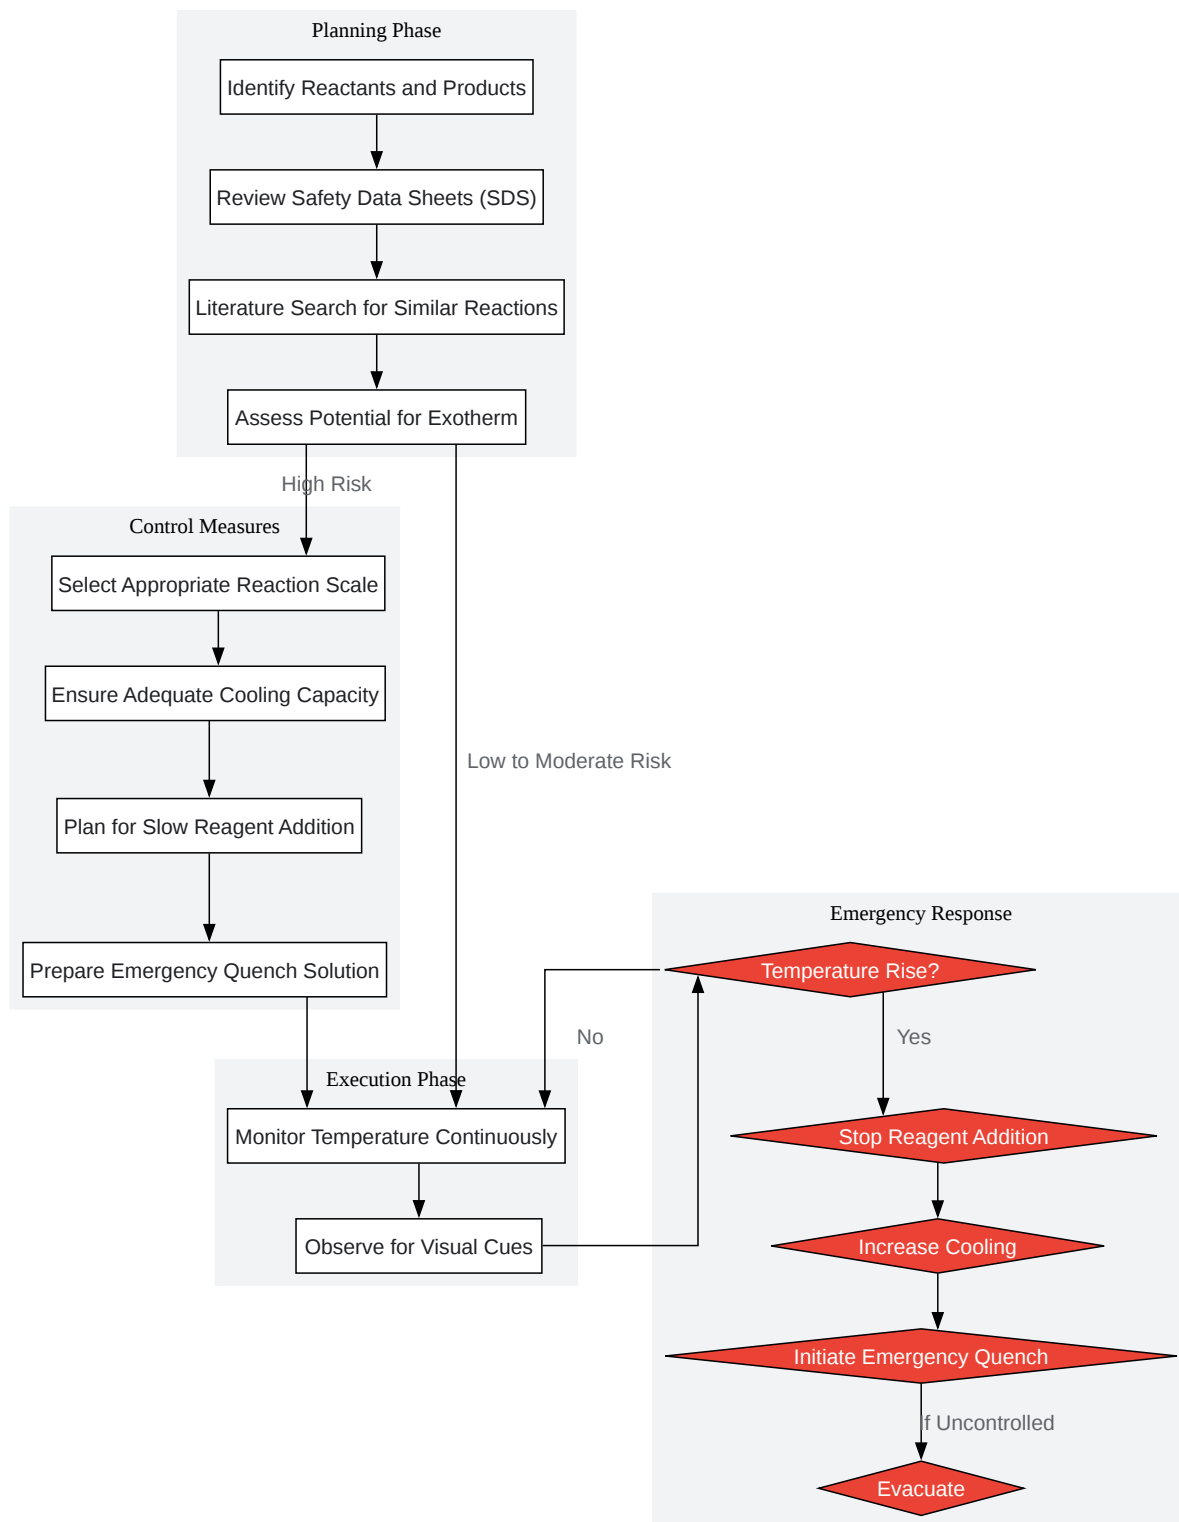 Planning Phase
Identify Reactants and Products
Review Safety Data Sheets (SDS)
Literature Search for Similar Reactions
Assess Potential for Exotherm
High Risk
Control Measures
Select Appropriate Reaction Scale
Ensure Adequate Cooling Capacity
Low to Moderate Risk
Plan for Slow Reagent Addition
Prepare Emergency Quench Solution
Emergency Response
Temperature Rise?
No
Yes
Execution Phase
Monitor Temperature Continuously
Stop Reagent Addition
Observe for Visual Cues
Increase Cooling
Initiate Emergency Quench
If Uncontrolled
Evacuate